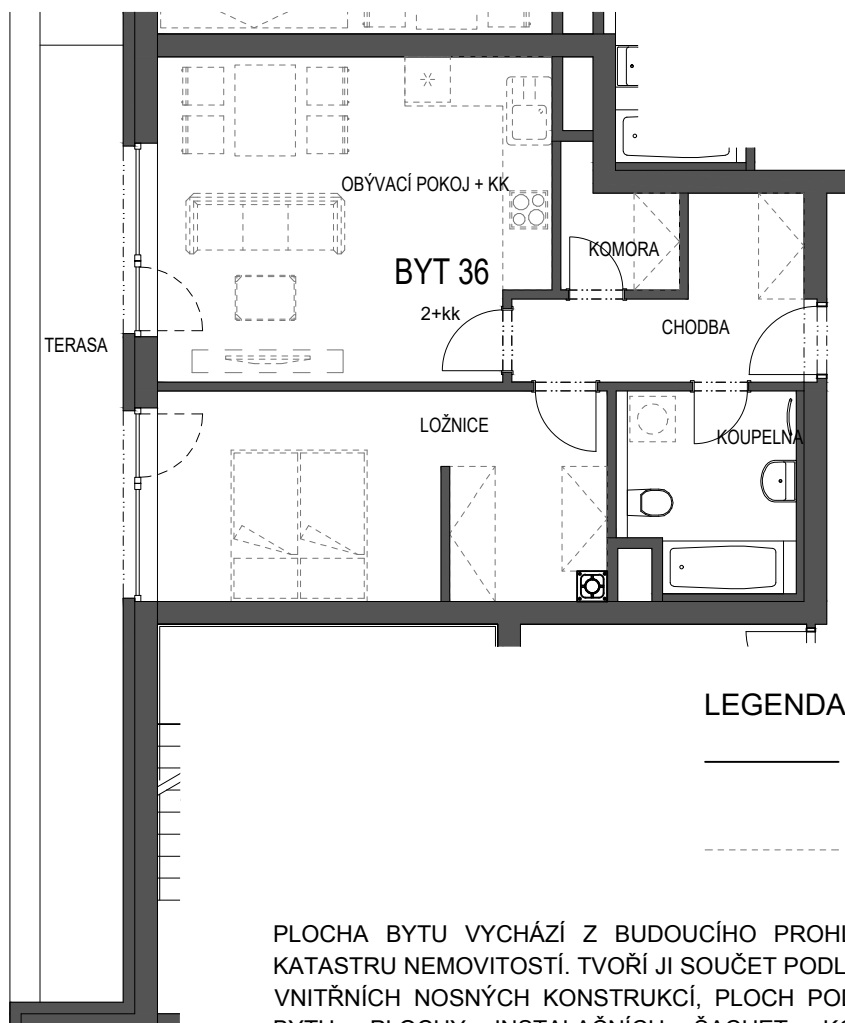 OBÝVACÍ POKOJ + KK
KOMORA
BYT 36
2+kk
CHODBA
TERASA
LOŽNICE
KOUPELNA
LEGENDA
PLOCHA BYTU VYCHÁZÍ Z BUDOUCÍHO
KATASTRU NEMOVITOSTÍ. TVOŘÍ JI SOUČET
VNITŘNÍCH NOSNÝCH KONSTRUKCÍ, PLOCH